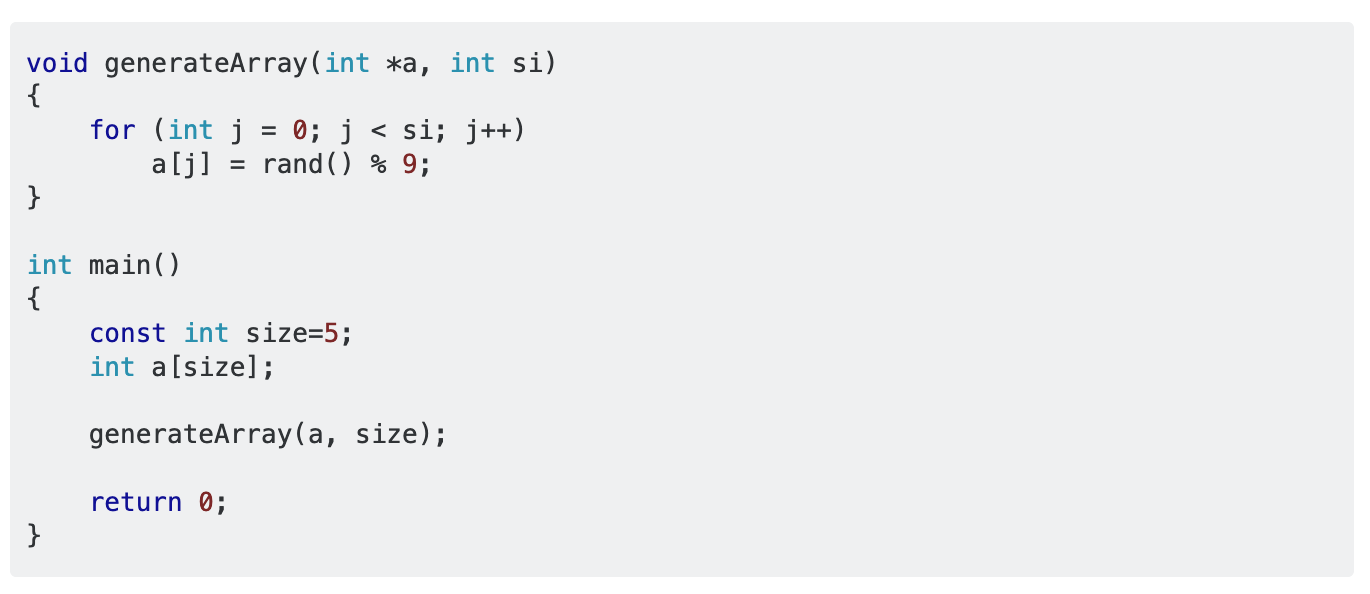 void generateArray(int *a, int si)
{
    for (int j = 0; j < si; j++)
        a[j] = rand() % 9;
}

int main()
{
    const int size=5;
    int a[size];

    generateArray(a, size);

    return 0;
}